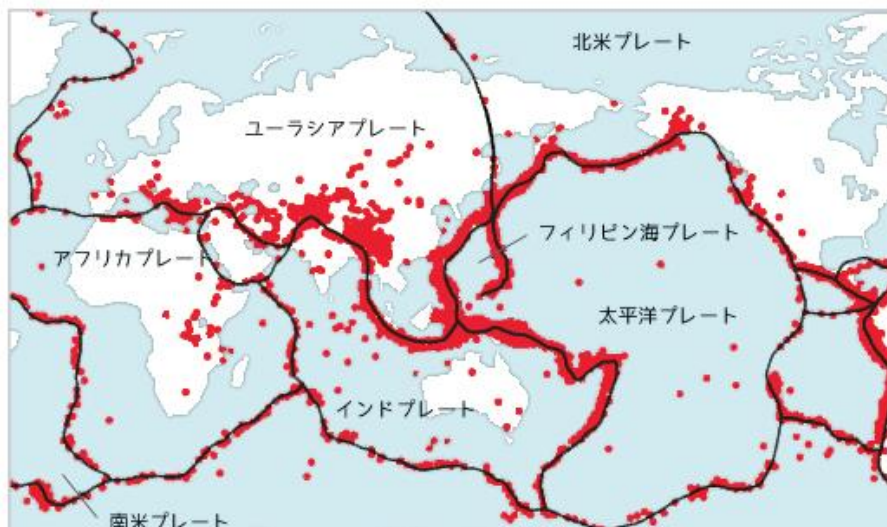 北米プレート
ユーラシアプレート
フィリピン海プレート
アフリカプレート
太平洋プレート
インドプレート
南米プレート